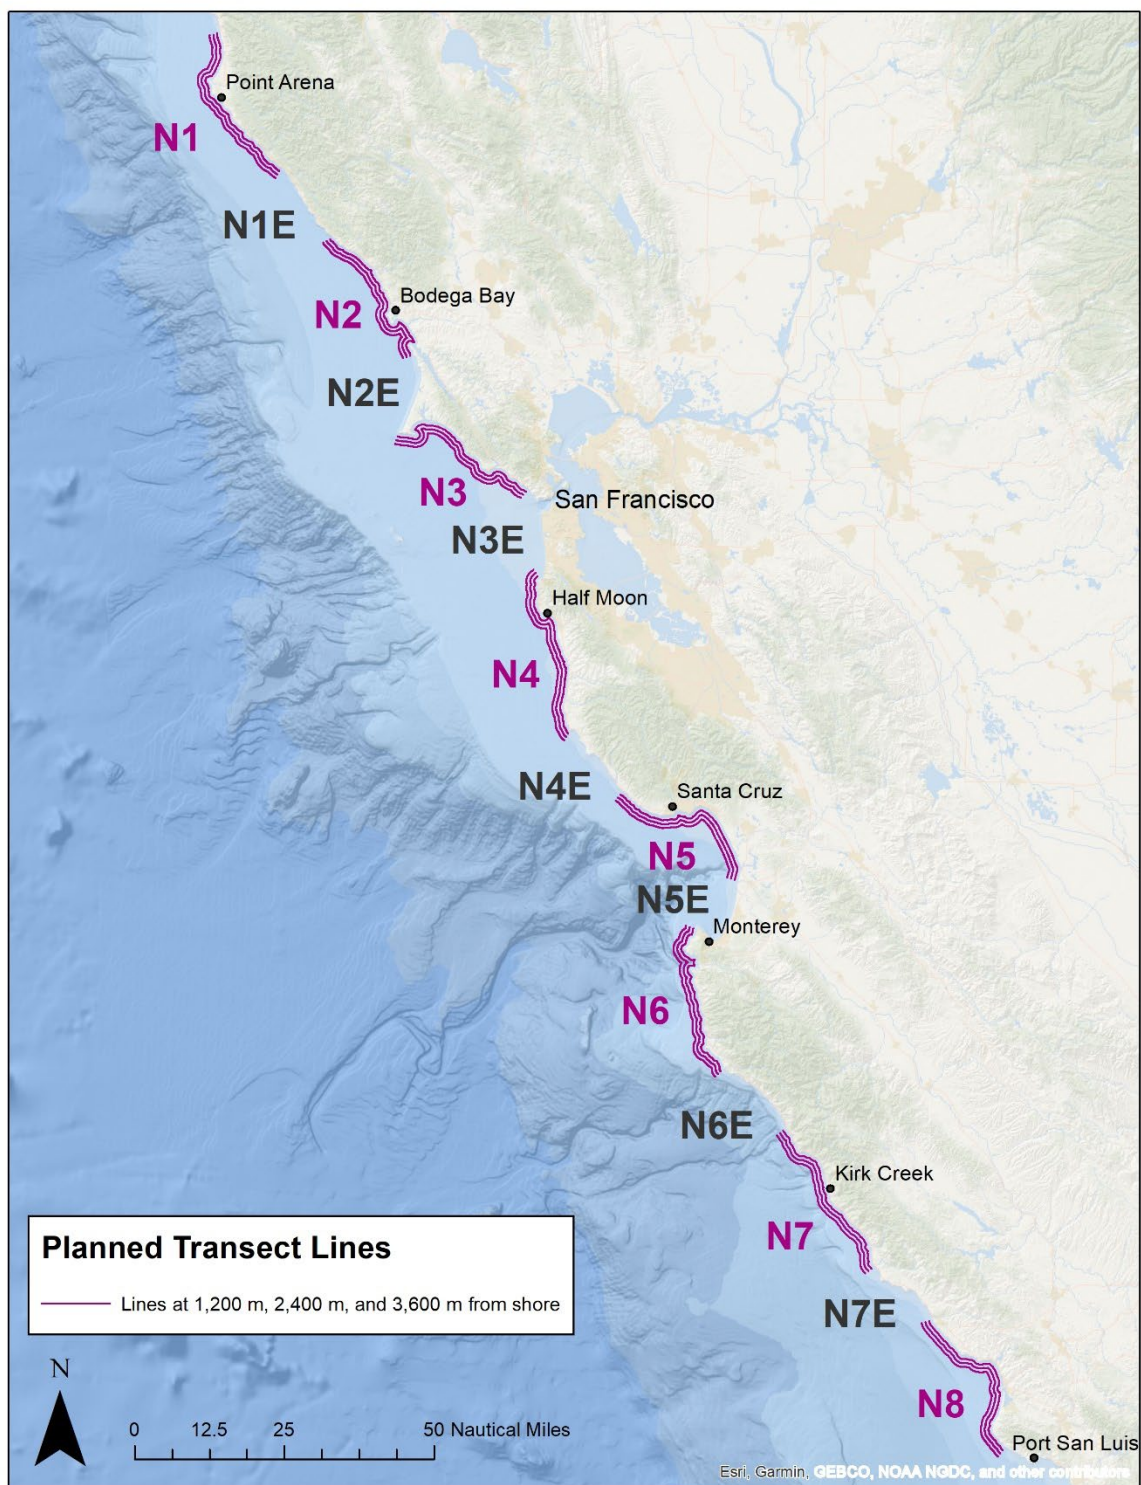 Point Arena
N1
N1E
Bodega Bay
N2
N2E
N3
San Francisco
N3E
Half Moon
N4
N4E
Santa Cruz
N5
N5E
Monterey
N6
N6E
Kirk Creek
N7
N7E
N8
Port San Luis
Planned Transect Lines
Lines at 1,200 m, 2,400 m, and 3,600 m from shore
N
0 12.5 25 50 Nautical Miles
Esri, Garmin, GEBCO, NOAA NGDC, and other contributors